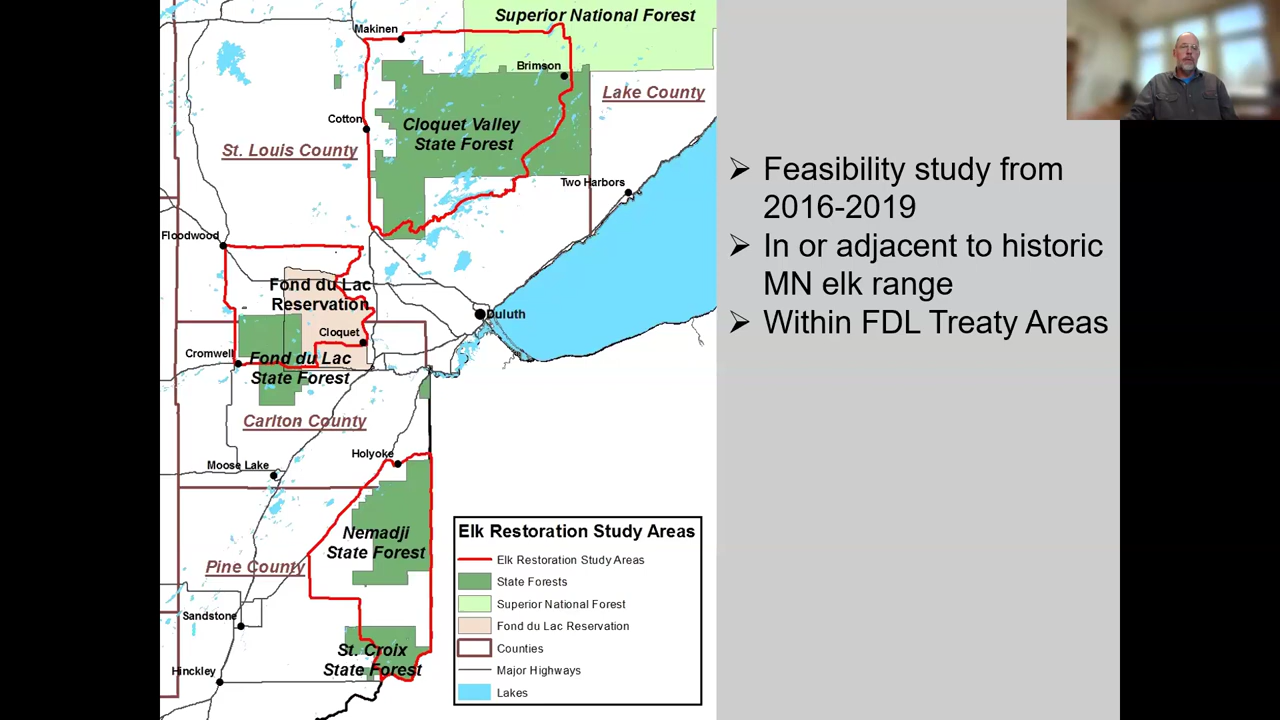 Superior National Forest
Makinen
Brimson
Lake County
Cotton
Cloquet Valley
State Forest
St. Louis County
Two Harbors
Floodwood
Fond du Lac
Reservation
Duluth
Cloquet
Cromwell
Fond du Lac
State Forest
Carlton County
Holyoke
Moose Lake
Nemadji
State Forest
Pine County
Sandstone
St. Croix
State Forest
Hinckley
Elk Restoration Study Areas
Elk Restoration Study Areas
State Forests
Superior National Forest
Fond du Lac Reservation
Counties
Major Highways
Lakes
➢ Feasibility study from
2016-2019
➢ In or adjacent to historic
MN elk range
➢ Within FDL Treaty Areas